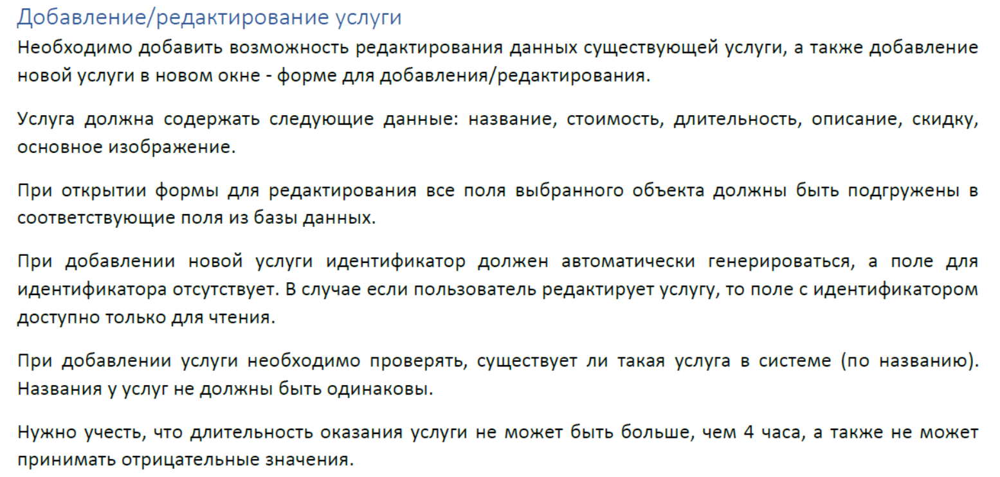 Добавление/редактирование услуги
Необходимо добавить возможность редактирования данных существующей услуги, а также добавление
новой услуги в новом окне - форме для добавления/редактирования.
Услуга должна содержать следующие данные: название, стоимость, длительность, описание, скидку,
основное изображение.
При открытии формы для редактирования все поля выбранного объекта должны быть подгружены в
соответствующие поля из базы данных.
При добавлении новой услуги идентификатор должен автоматически генерироваться, а поле для
идентификатора отсутствует. В случае если пользователь редактирует услугу, то поле с идентификатором
доступно только для чтения.
При добавлении услуги необходимо проверять, существует ли такая услуга в системе (по названию).
Названия у услуг не должны быть одинаковы.
Нужно учесть, что длительность оказания услуги не может быть больше, чем 4 часа, а также не может
принимать отрицательные значения.